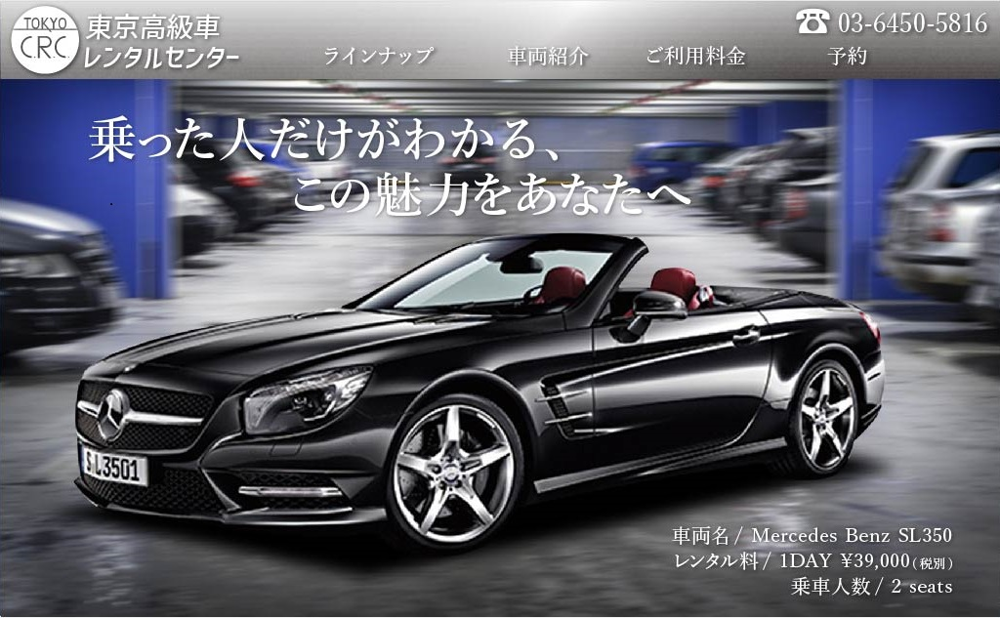 TOKYO
C.R.C
東京高級車
レンタルセンター
03-6450-5816
ラインナップ
車両紹介
ご利用料金
予約
乗った人だけがわかる、
この魅力をあなたへ
S L3501
車両名 / Mercedes Benz SL350
レンタル料 / 1DAY ¥39,000(税別)
乗車人数 / 2 seats